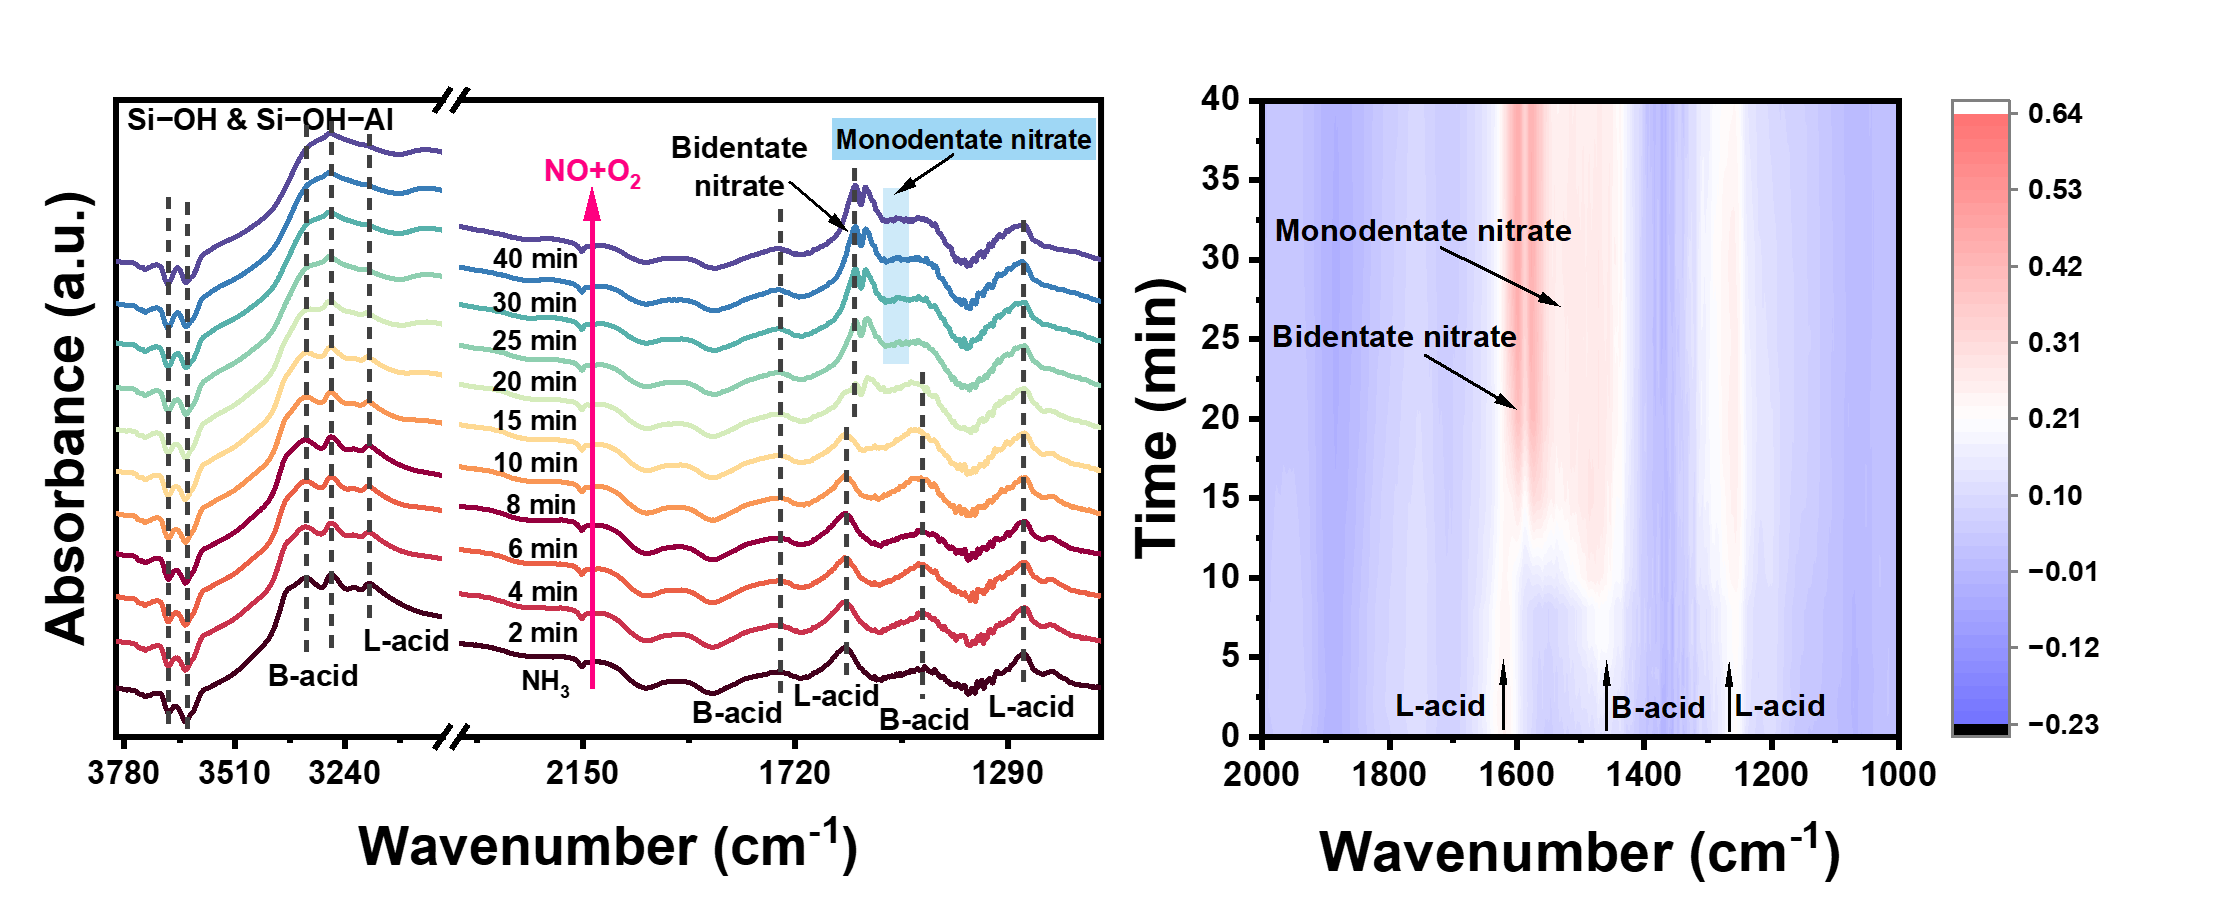 Si−OH & Si−OH−Al
Bidentate
nitrate
Monodentate nitrate
NO+O₂
40 min
30 min
25 min
20 min
15 min
10 min
8 min
6 min
4 min
2 min
NH₃
B-acid
L-acid
B-acid
L-acid
B-acid
L-acid
3780
3510
3240
2150
1720
1290
Absorbance (a.u.)
Wavenumber (cm⁻¹)
40
35
30
25
20
15
10
5
0
Time (min)
Monodentate nitrate
Bidentate nitrate
L-acid
B-acid
L-acid
2000
1800
1600
1400
1200
1000
Wavenumber (cm⁻¹)
0.64
0.53
0.42
0.31
0.21
0.10
−0.01
−0.12
−0.23